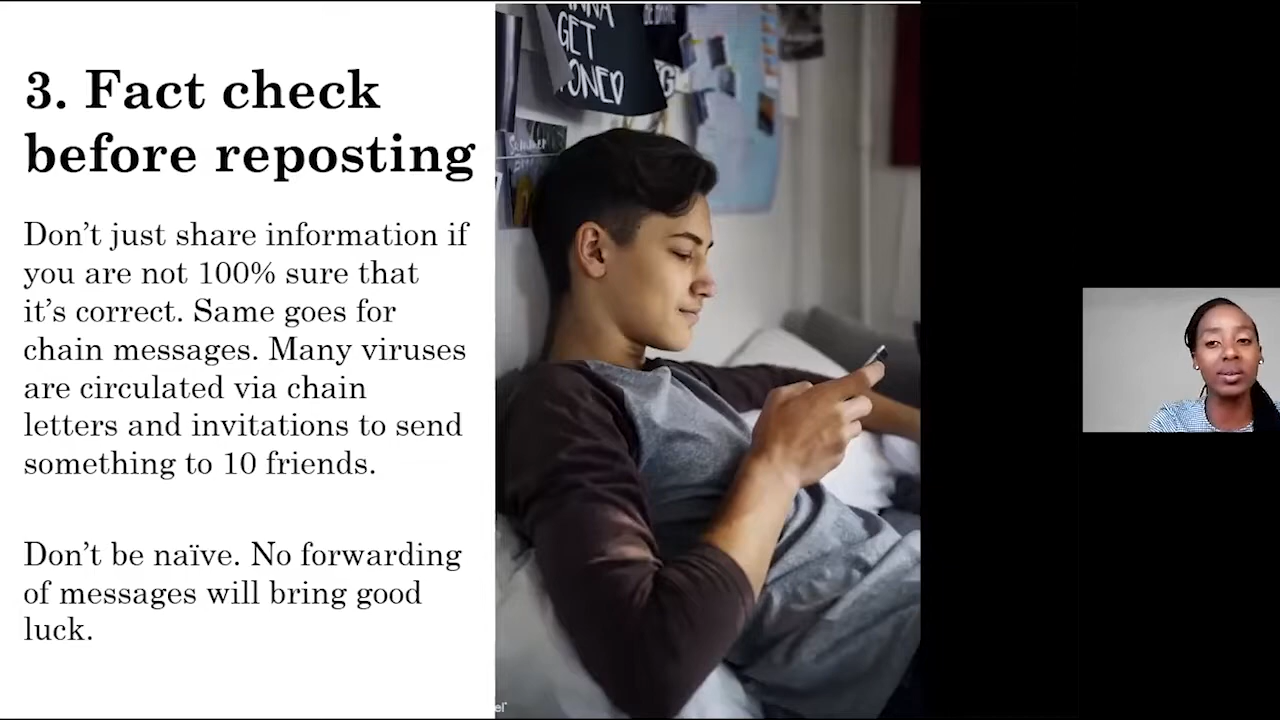 3. Fact check
before reposting
Don't just share information if
you are not 100% sure that
it's correct. Same goes for
chain messages. Many viruses
are circulated via chain
letters and invitations to send
something to 10 friends.
Don't be naïve. No forwarding
of messages will bring good
luck.
GET
Summer